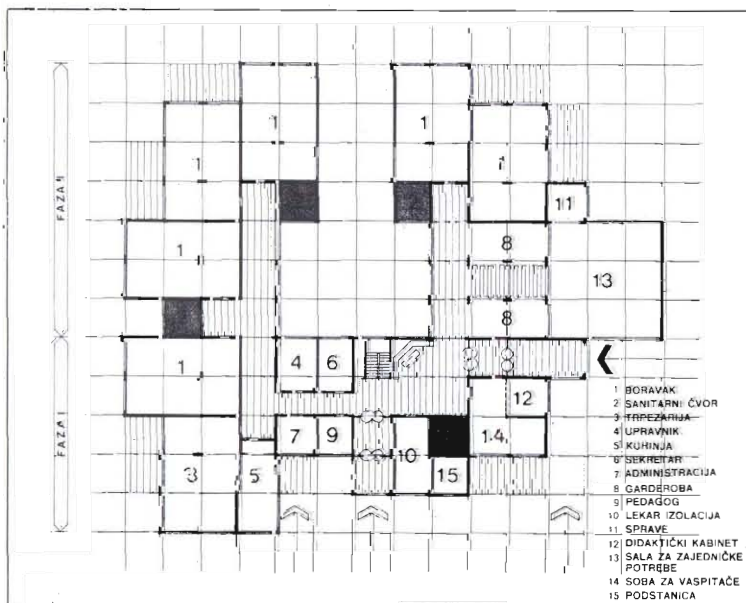 1 1
1 1
11
1 8
13
8
FAZA II
1 4 6
12
7 9 14
10
3 5 15
FAZA I
1 BORAVAK
2 SANITARNI ČVOR
3 TRPEZARIJA
4 UPRAVNIK
5 KUHINJA
6 SEKRETAR
7 ADMINISTRACIJA
8 GARDEROBA
9 PEDAGOG
10 LEKAR IZOLACIJA
11 SPRAVE
12 DIDAKTIČKI KABINET
13 SALA ZA ZAJEDNIČKE
POTREBE
14 SOBA ZA VASPITAČE
15 PODSTANICA